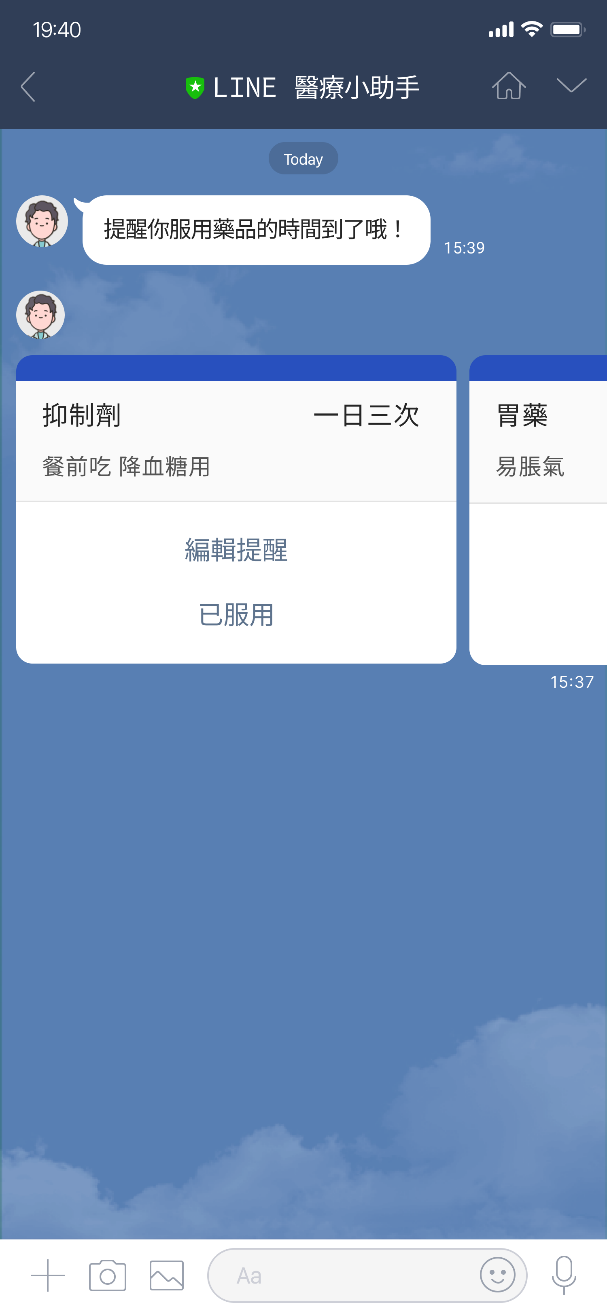 19:40
LINE 醫療小助手
Today
提醒你服用藥品的時間到了哦！
15:39
抑制劑 一日三次
餐前吃 降血糖用
編輯提醒
已服用
胃藥
易脹氣
15:37
Aa